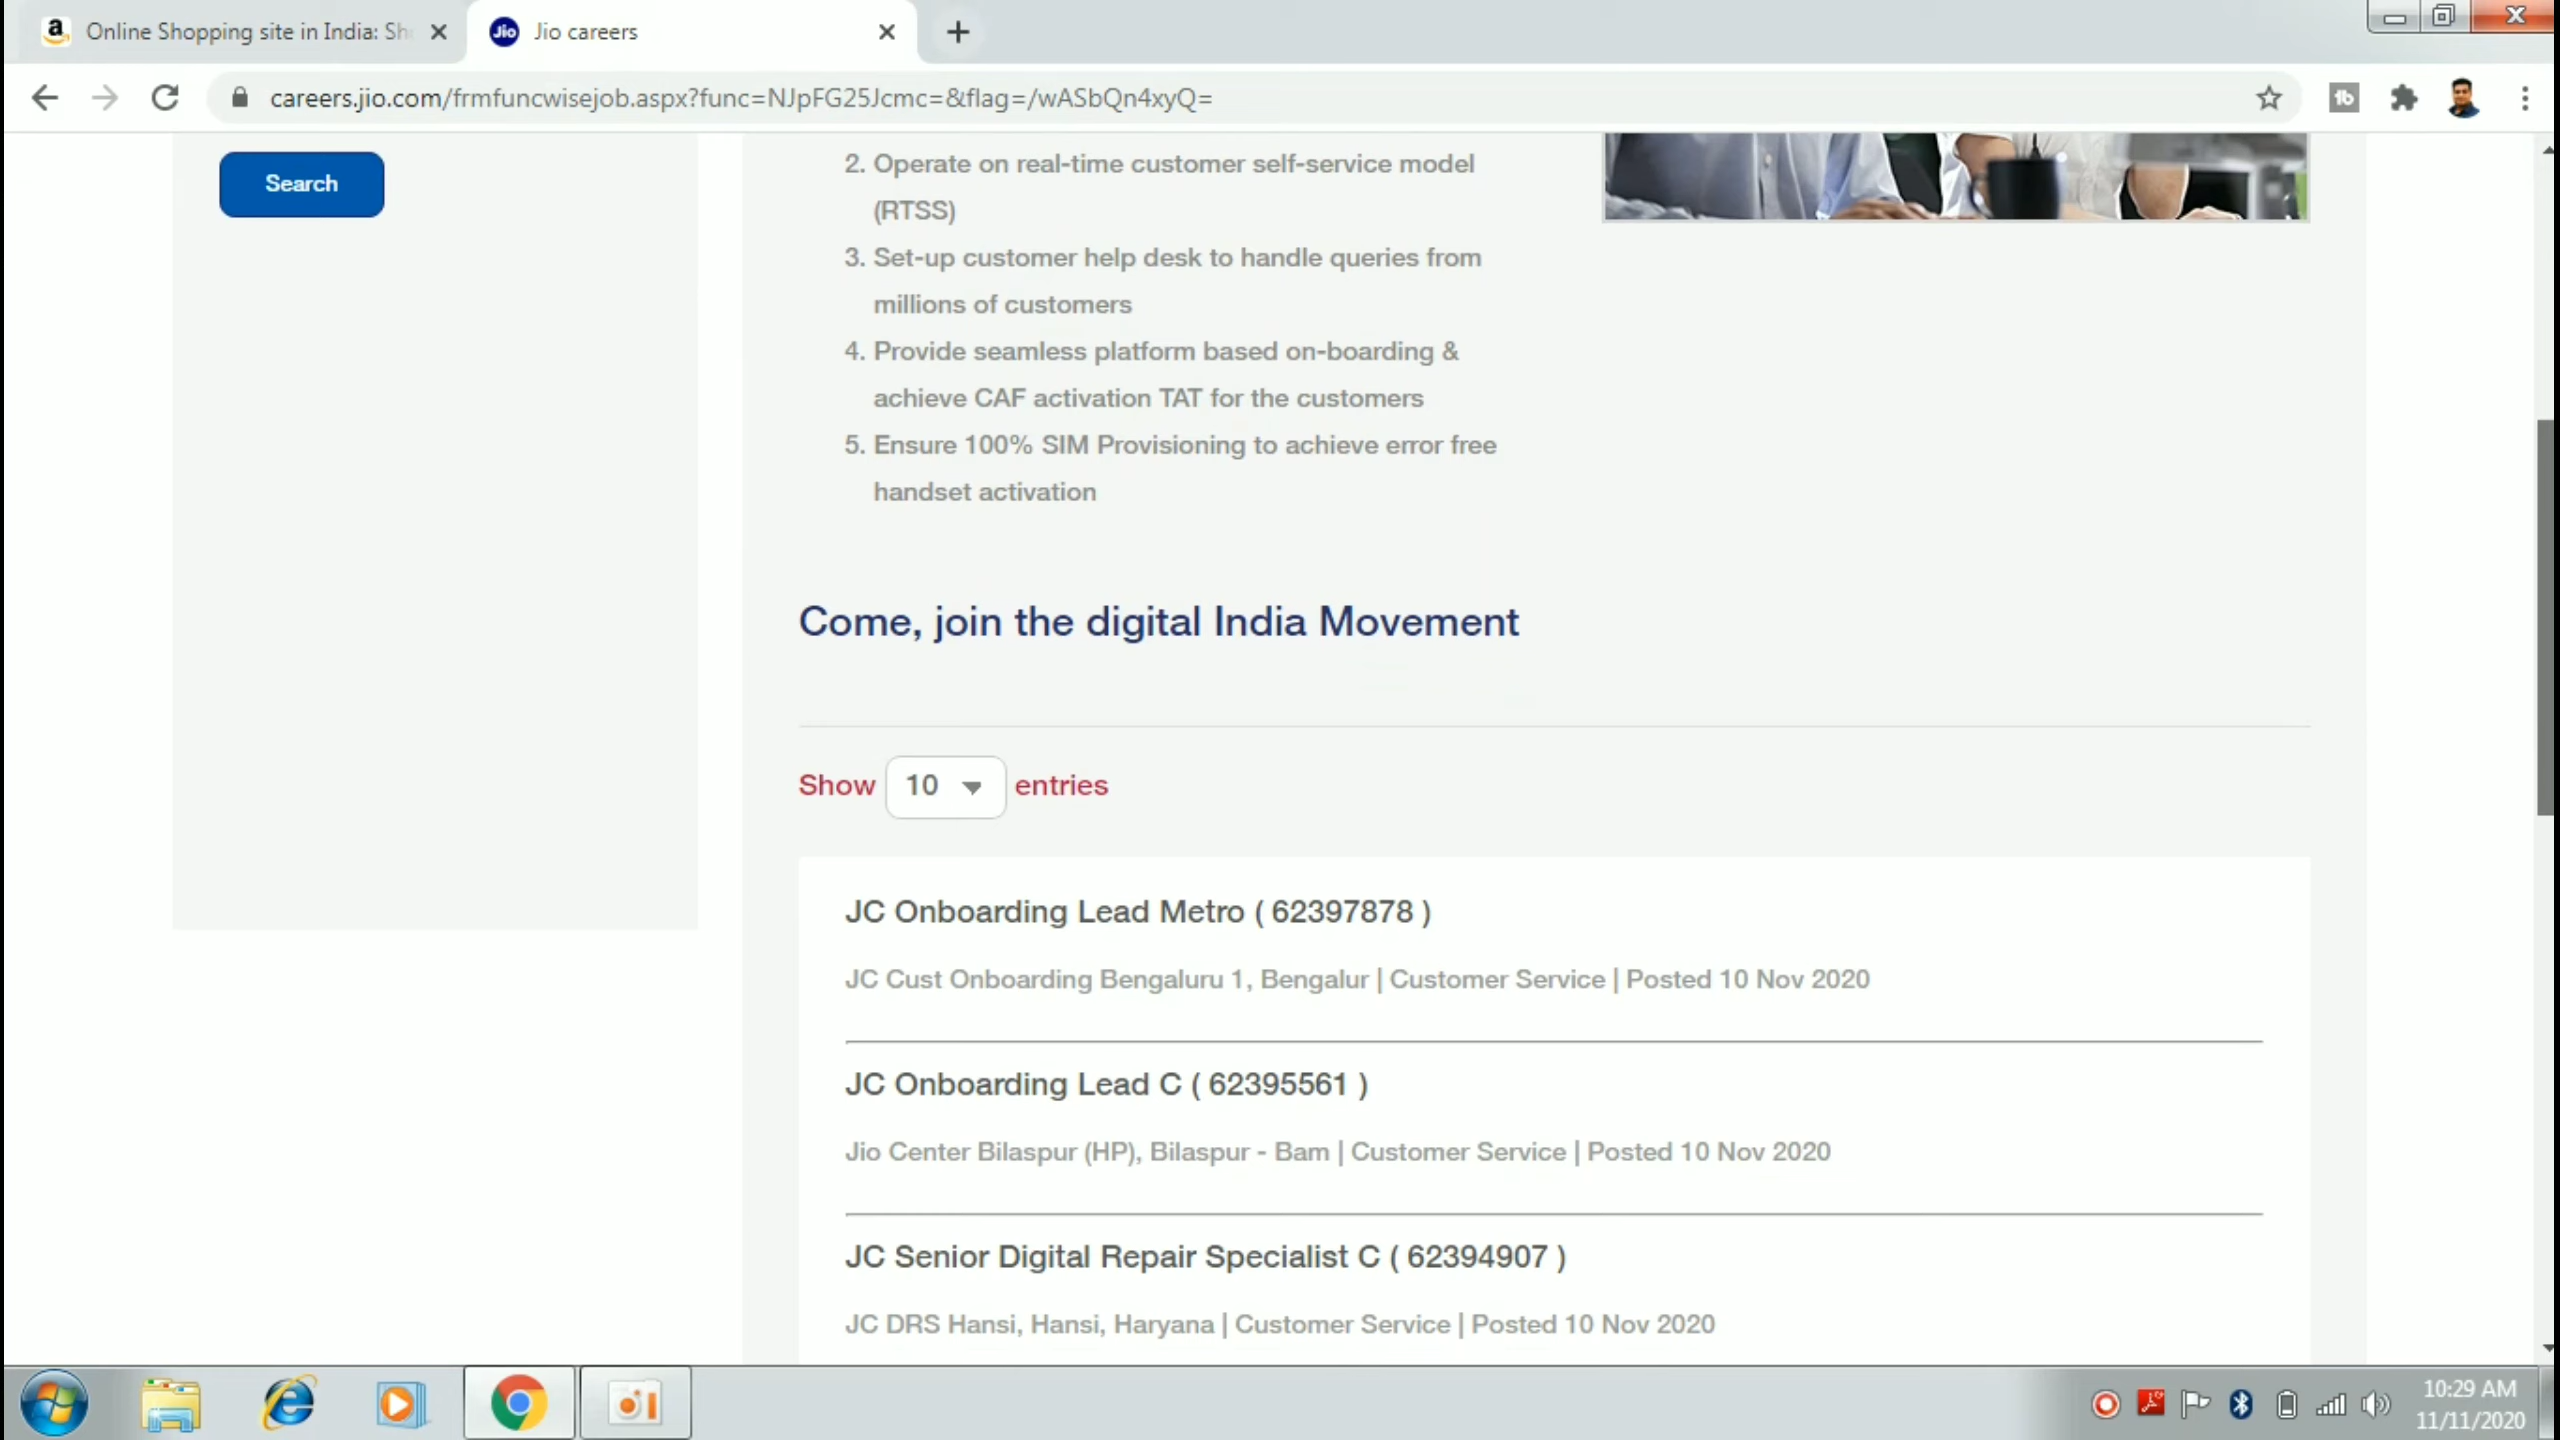 Online Shopping site in India: Sh
Jio careers
careers.jio.com/frmfuncwisejob.aspx?func=NJpFG25Jcmc=&flag=/wASbQn4xyQ=
Search
2. Operate on real-time customer self-service model
(RTSS)
3. Set-up customer help desk to handle queries from
millions of customers
4. Provide seamless platform based on-boarding &
achieve CAF activation TAT for the customers
5. Ensure 100% SIM Provisioning to achieve error free
handset activation
Come, join the digital India Movement
Show 10 entries
JC Onboarding Lead Metro ( 62397878 )
JC Cust Onboarding Bengaluru 1, Bengalur | Customer Service | Posted 10 Nov 2020
JC Onboarding Lead C ( 62395561 )
Jio Center Bilaspur (HP), Bilaspur - Bam | Customer Service | Posted 10 Nov 2020
JC Senior Digital Repair Specialist C ( 62394907 )
JC DRS Hansi, Hansi, Haryana | Customer Service | Posted 10 Nov 2020
10:29 AM
11/11/2020